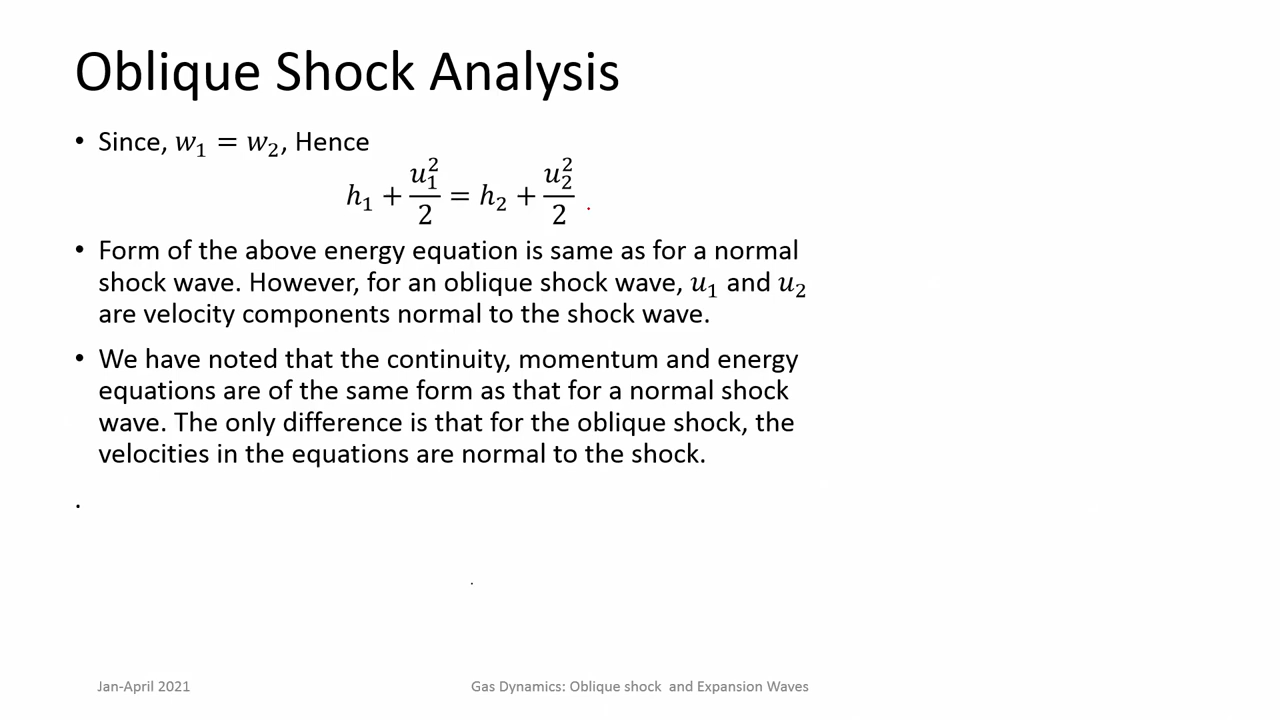 Oblique Shock Analysis
• Since, w₁ = w₂, Hence
h₁ + u₁²/2 = h₂ + u₂²/2
• Form of the above energy equation is same as for a normal
shock wave. However, for an oblique shock wave, u₁ and u₂
are velocity components normal to the shock wave.
• We have noted that the continuity, momentum and energy
equations are of the same form as that for a normal shock
wave. The only difference is that for the oblique shock, the
velocities in the equations are normal to the shock.
.
Jan-April 2021
Gas Dynamics: Oblique shock and Expansion Waves